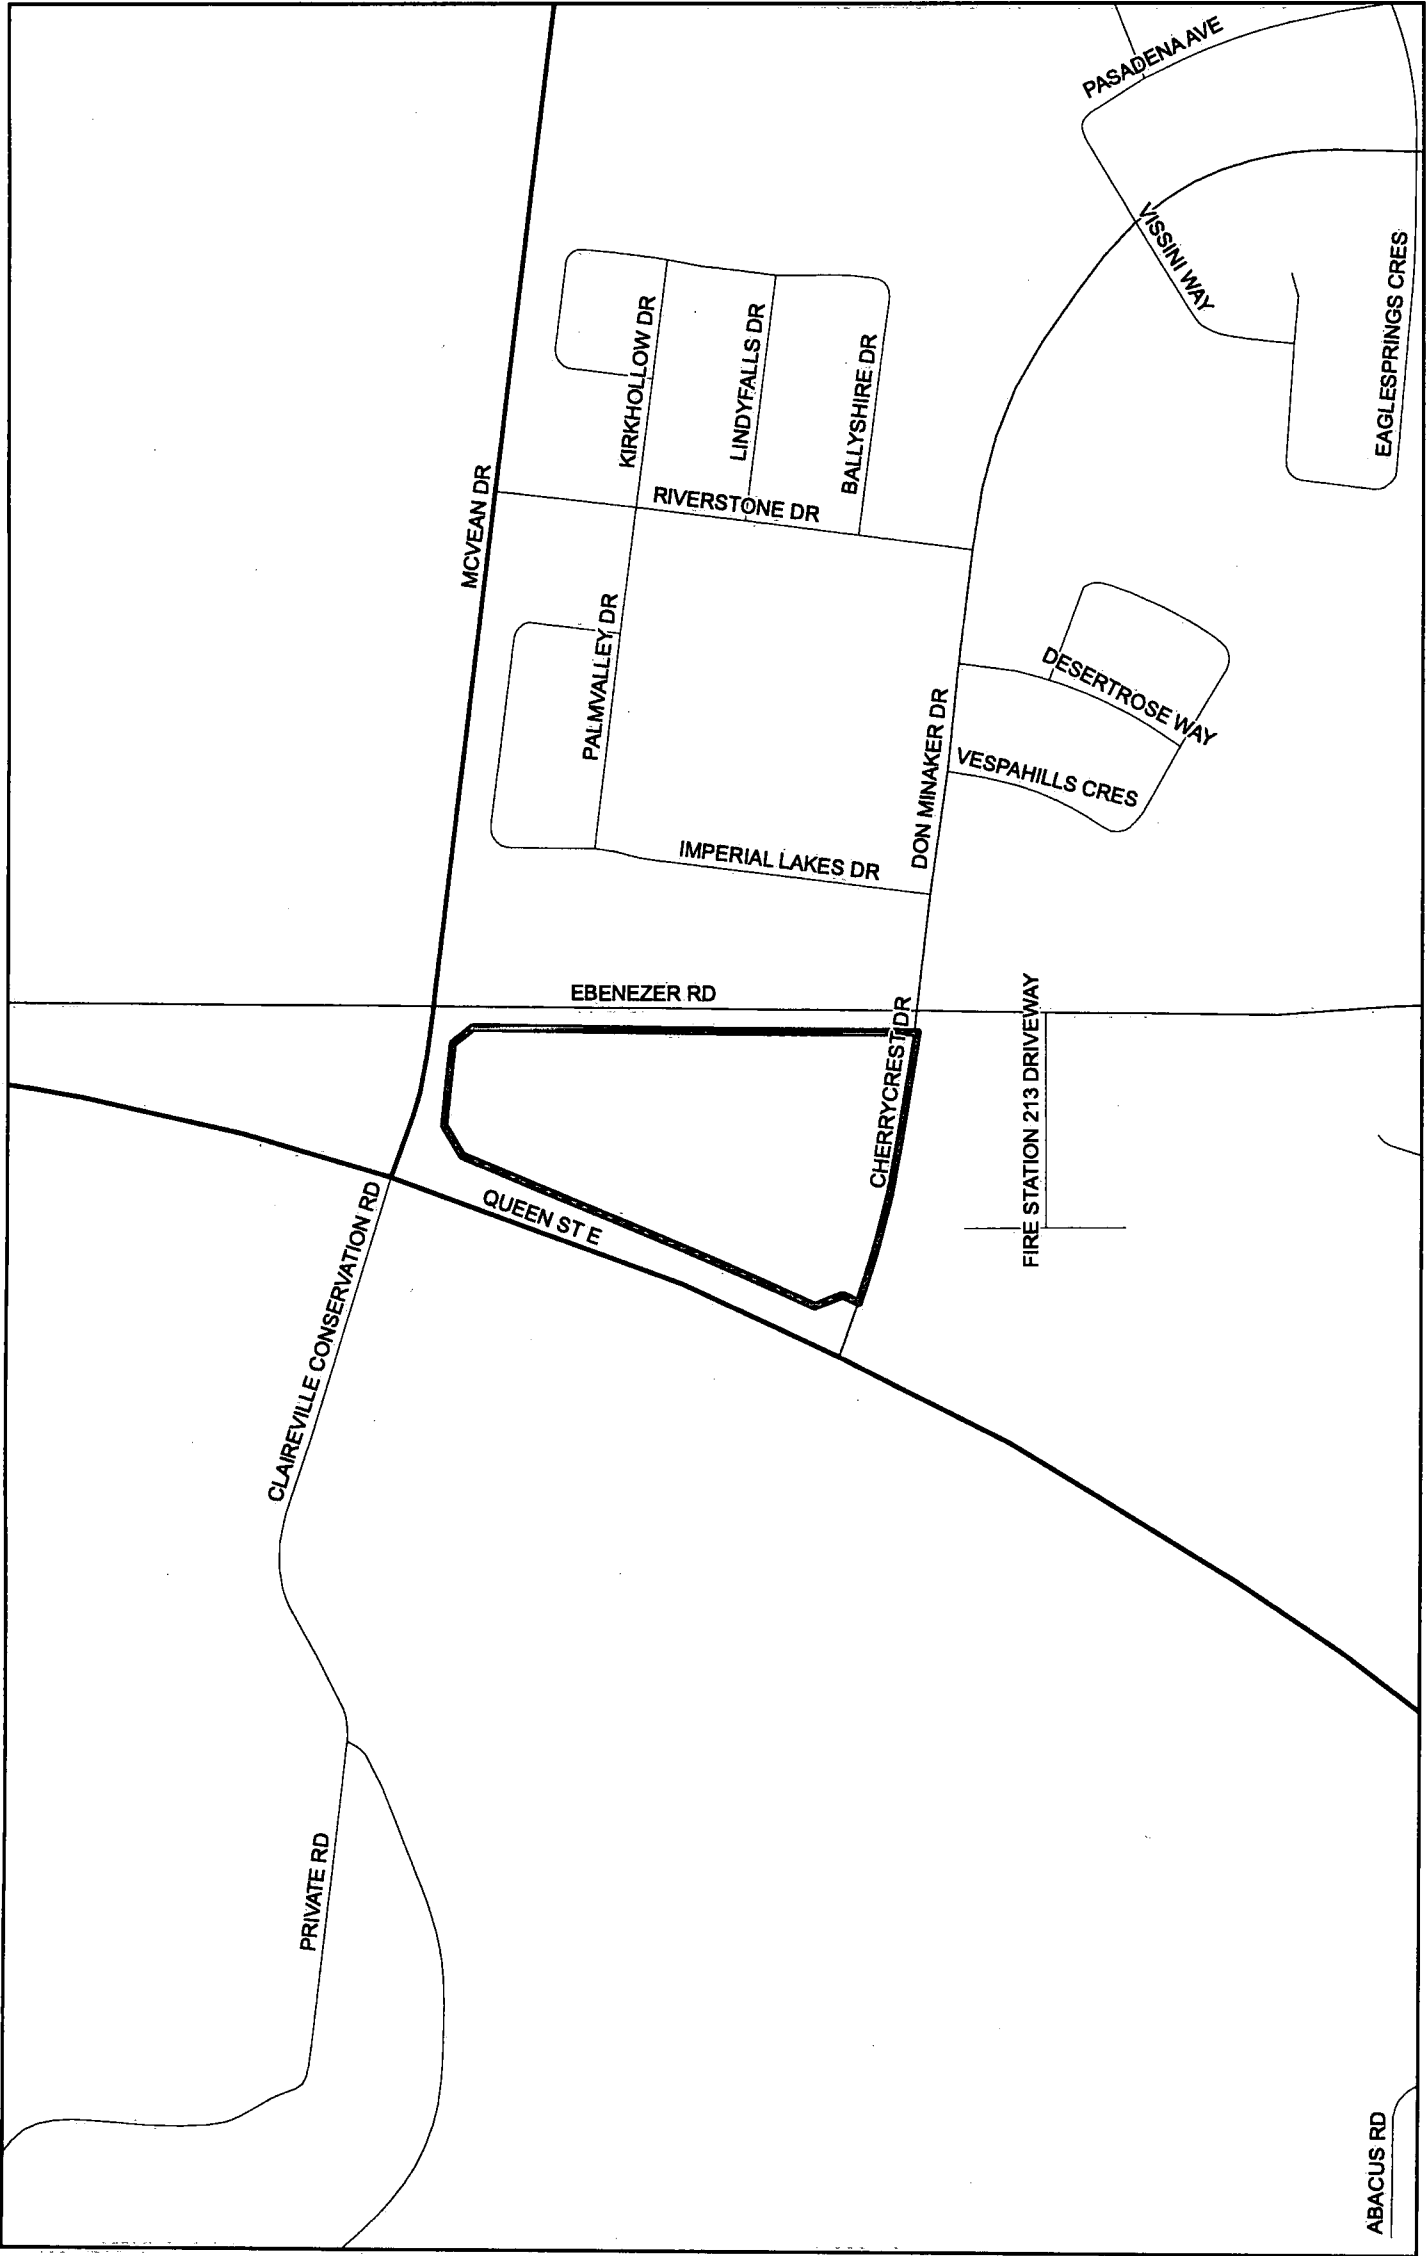 PASADENA AVE
VISSINI WAY
EAGLESPRINGS CRES
KIRKHOLLOW DR
LINDYFALLS DR
BALLYSHIRE DR
MCVEAN DR
RIVERSTONE DR
PALMVALLEY DR
DESERTROSE WAY
DON MINAKER DR
VESPAHILLS CRES
IMPERIAL LAKES DR
EBENEZER RD
CHERRYCREST DR
FIRE STATION 213 DRIVEWAY
QUEEN ST E
CLAIREVILLE CONSERVATION RD
PRIVATE RD
ABACUS RD